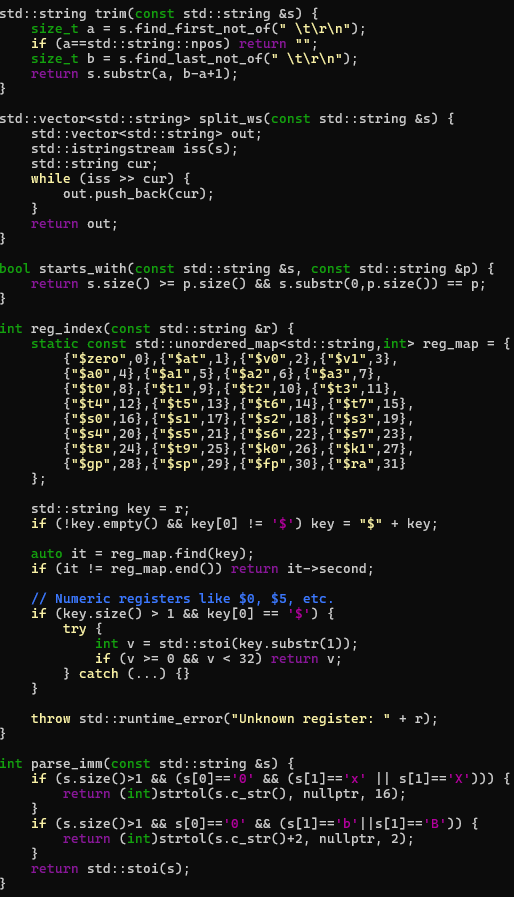 std::string trim(const std::string &s) {
    size_t a = s.find_first_not_of(" \t\r\n");
    if (a==std::string::npos) return "";
    size_t b = s.find_last_not_of(" \t\r\n");
    return s.substr(a, b-a+1);
}

std::vector<std::string> split_ws(const std::string &s) {
    std::vector<std::string> out;
    std::istringstream iss(s);
    std::string cur;
    while (iss >> cur) {
        out.push_back(cur);
    }
    return out;
}

bool starts_with(const std::string &s, const std::string &p) {
    return s.size() >= p.size() && s.substr(0,p.size()) == p;
}

int reg_index(const std::string &r) {
    static const std::unordered_map<std::string,int> reg_map = {
        {"$zero",0},{"$at",1},{"$v0",2},{"$v1",3},
        {"$a0",4},{"$a1",5},{"$a2",6},{"$a3",7},
        {"$t0",8},{"$t1",9},{"$t2",10},{"$t3",11},
        {"$t4",12},{"$t5",13},{"$t6",14},{"$t7",15},
        {"$s0",16},{"$s1",17},{"$s2",18},{"$s3",19},
        {"$s4",20},{"$s5",21},{"$s6",22},{"$s7",23},
        {"$t8",24},{"$t9",25},{"$k0",26},{"$k1",27},
        {"$gp",28},{"$sp",29},{"$fp",30},{"$ra",31}
    };

    std::string key = r;
    if (!key.empty() && key[0] != '$') key = "$" + key;

    auto it = reg_map.find(key);
    if (it != reg_map.end()) return it->second;

    // Numeric registers like $0, $5, etc.
    if (key.size() > 1 && key[0] == '$') {
        try {
            int v = std::stoi(key.substr(1));
            if (v >= 0 && v < 32) return v;
        } catch (...) {}
    }

    throw std::runtime_error("Unknown register: " + r);
}

int parse_imm(const std::string &s) {
    if (s.size()>1 && (s[0]=='0' && (s[1]=='x' || s[1]=='X'))) {
        return (int)strtol(s.c_str(), nullptr, 16);
    }
    if (s.size()>1 && s[0]=='0' && (s[1]=='b'||s[1]=='B')) {
        return (int)strtol(s.c_str()+2, nullptr, 2);
    }
    return std::stoi(s);
}